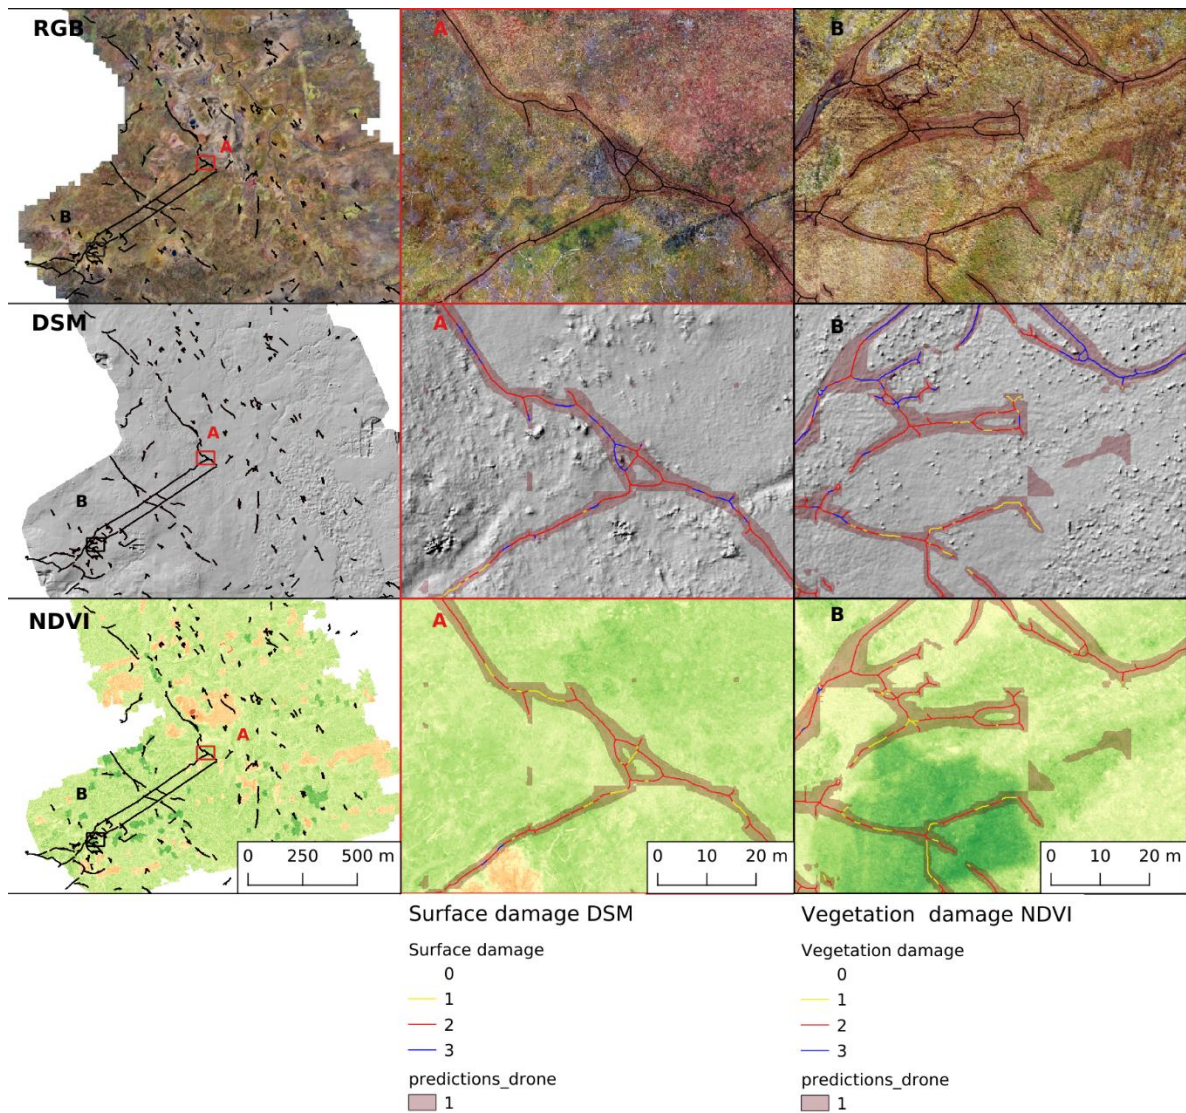 RGB
A
B
A
B
DSM
A
B
A
B
NDVI
A
B
A
B
0 250 500 m
0 10 20 m
0 10 20 m
Surface damage DSM
Surface damage
0
1
2
3
predictions_drone
1
Vegetation damage NDVI
Vegetation damage
0
1
2
3
predictions_drone
1